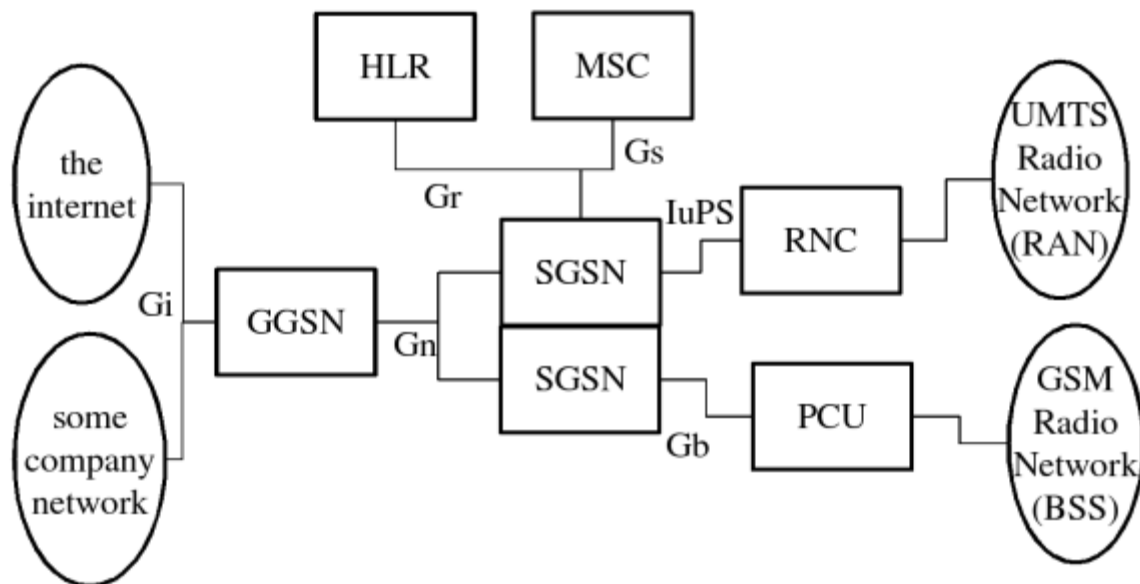 HLR
MSC
the
internet
Gs
Gr
UMTS
Radio
Network
(RAN)
IuPS
RNC
SGSN
Gi
GGSN
Gn
SGSN
some
company
network
Gb
PCU
GSM
Radio
Network
(BSS)